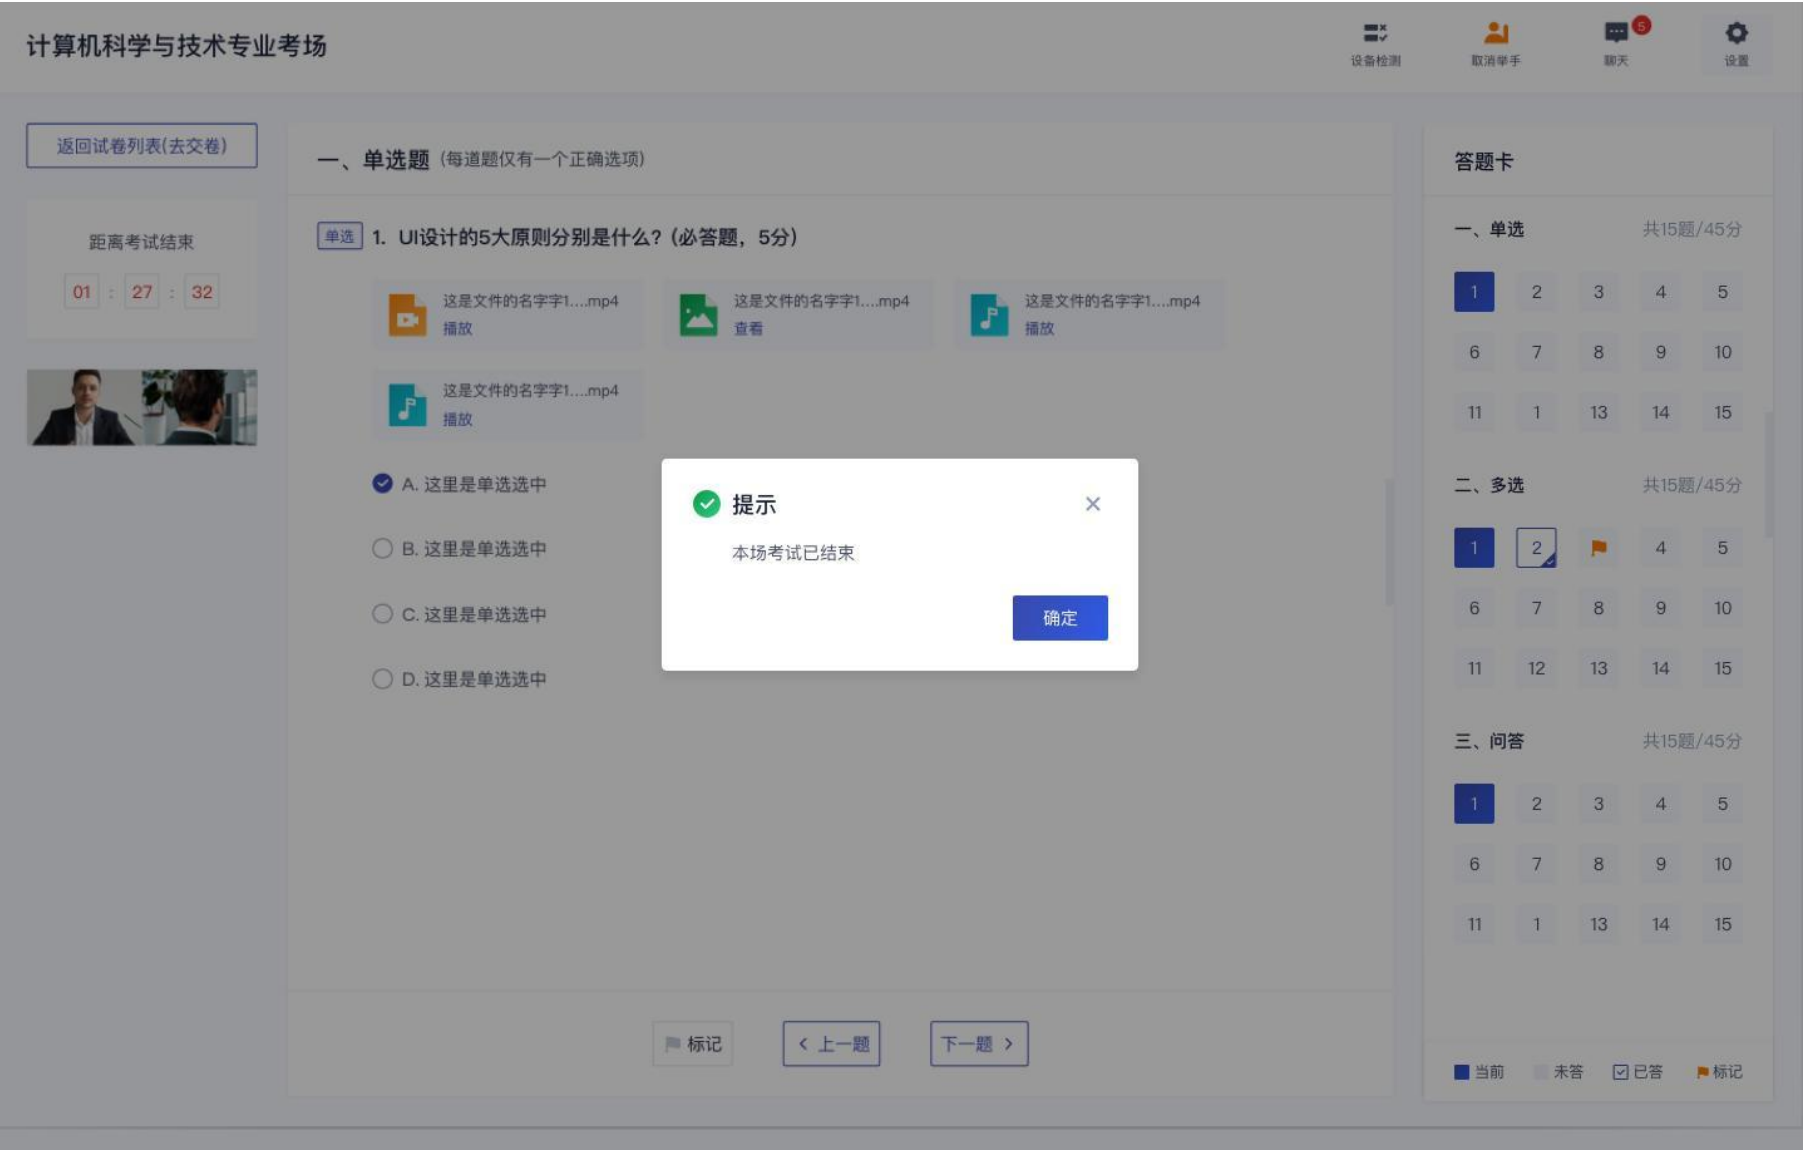 计算机科学与技术专业考场
设备检测
取消举手
5
聊天
设置
返回试卷列表(去交卷)
距离考试结束
01 : 27 : 32
一、单选题 (每道题仅有一个正确选项)
单选 1. UI设计的5大原则分别是什么? (必答题，5分)
这是文件的名字字1....mp4
播放
这是文件的名字字1....mp4
查看
这是文件的名字字1....mp4
播放
这是文件的名字字1....mp4
播放
A. 这里是单选选中
B. 这里是单选选中
C. 这里是单选选中
D. 这里是单选选中
提示
本场考试已结束
确定
标记
上一题
下一题
答题卡
一、单选 共15题/45分
1 2 3 4 5
6 7 8 9 10
11 1 13 14 15
二、多选 共15题/45分
1 2 4 5
6 7 8 9 10
11 12 13 14 15
三、问答 共15题/45分
1 2 3 4 5
6 7 8 9 10
11 1 13 14 15
当前 未答 已答 标记